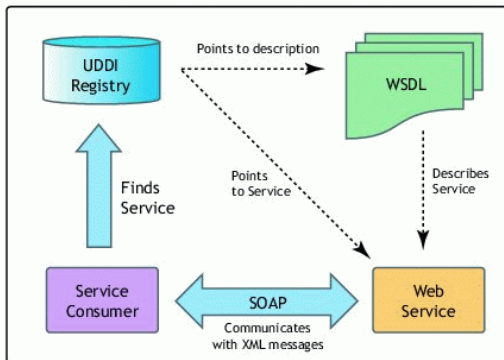 UDDI
Registry
Points to description
WSDL
Finds
Service
Points
to Service
Describes
Service
Service
Consumer
SOAP
Communicates
with XML messages
Web
Service